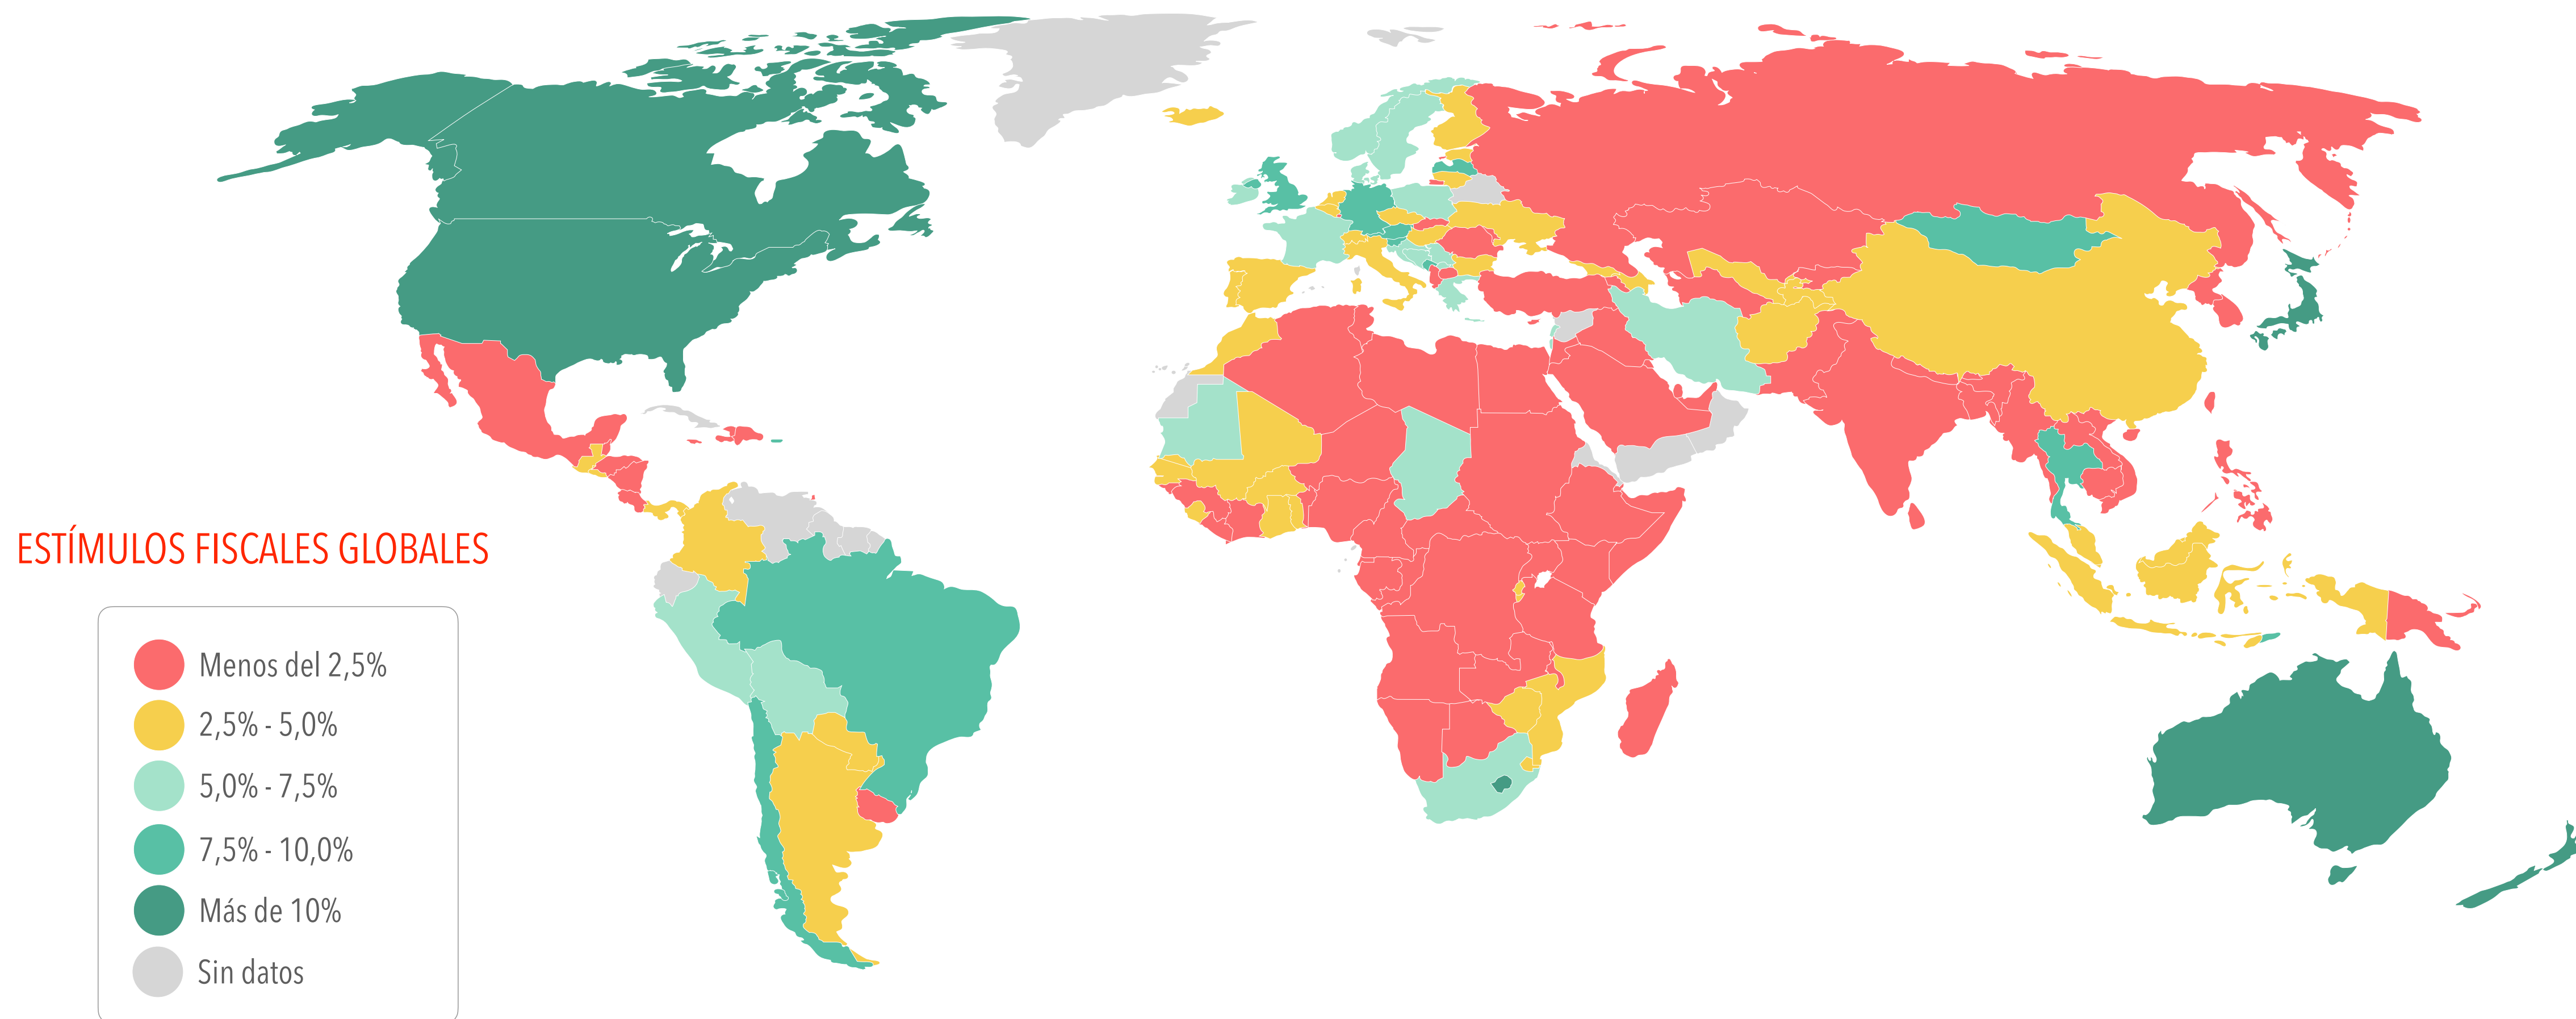 ESTÍMULOS FISCALES GLOBALES
Menos del 2,5%
2,5% - 5,0%
5,0% - 7,5%
7,5% - 10,0%
Más de 10%
Sin datos